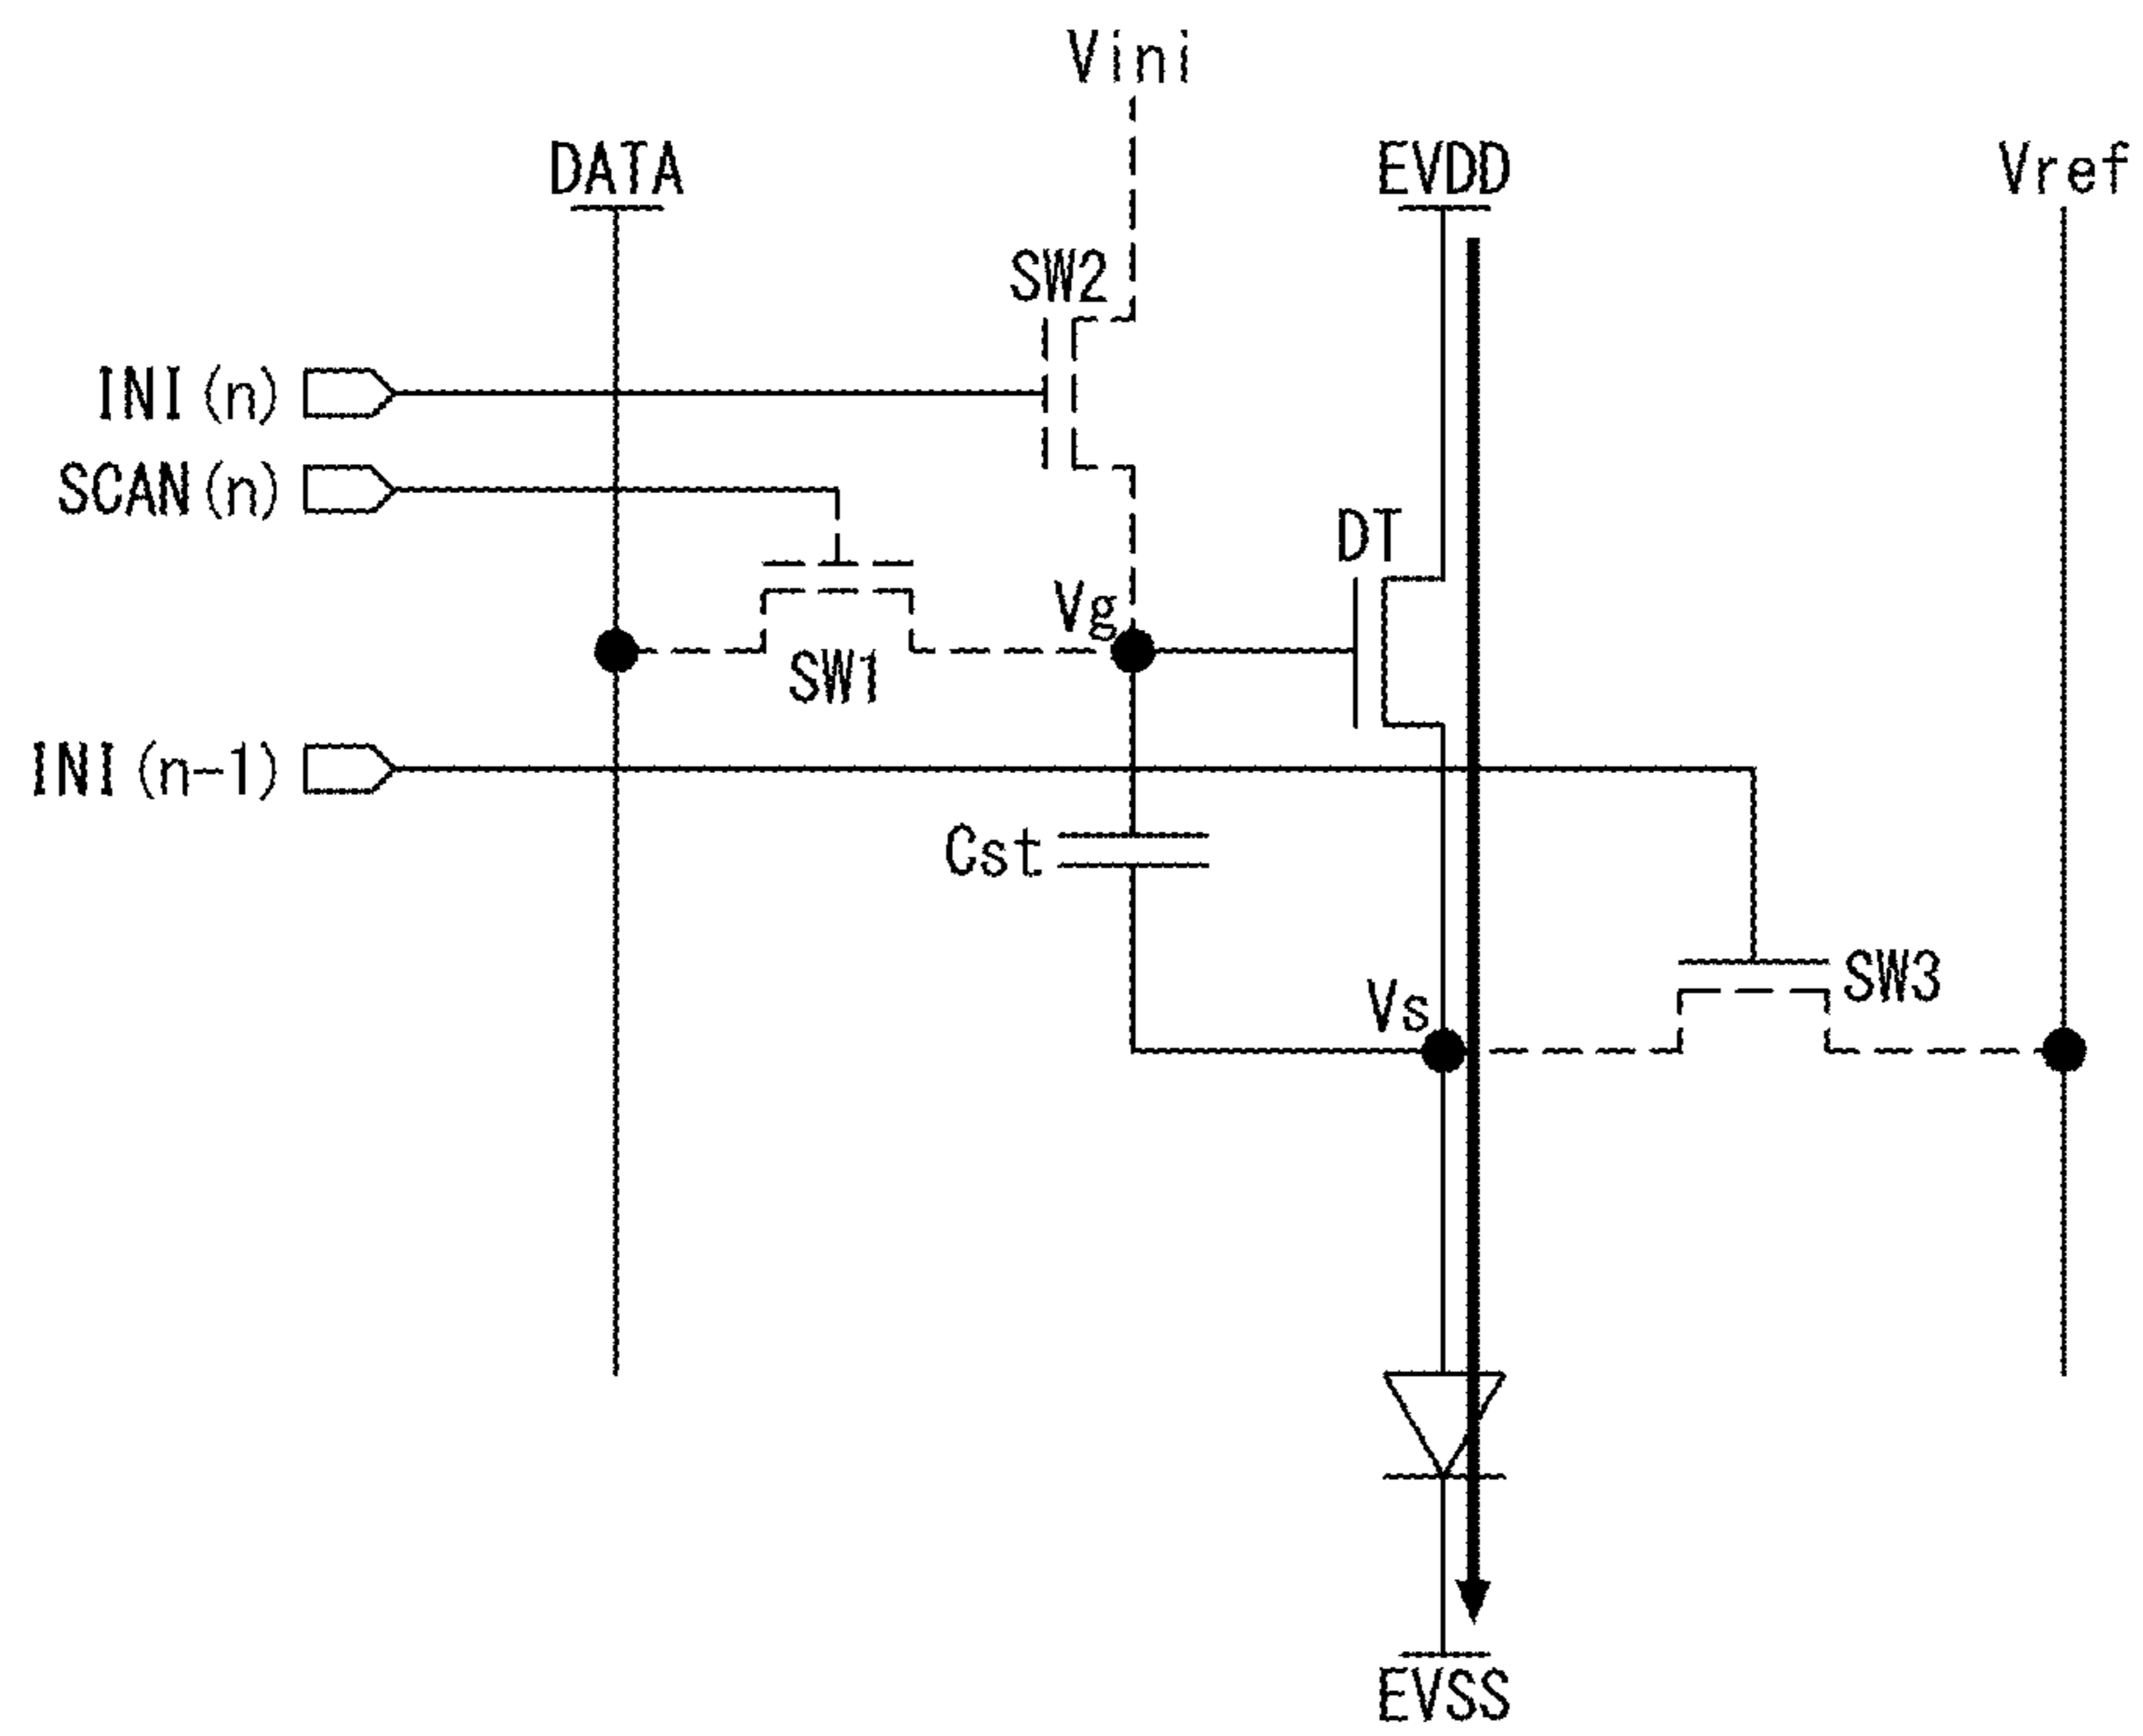 Vini
DATA
EVDD
Vref
SW2
INI(n)
SCAN(n)
DT
Vg
SW1
INI(n-1)
Cst
SW3
Vs
EVSS